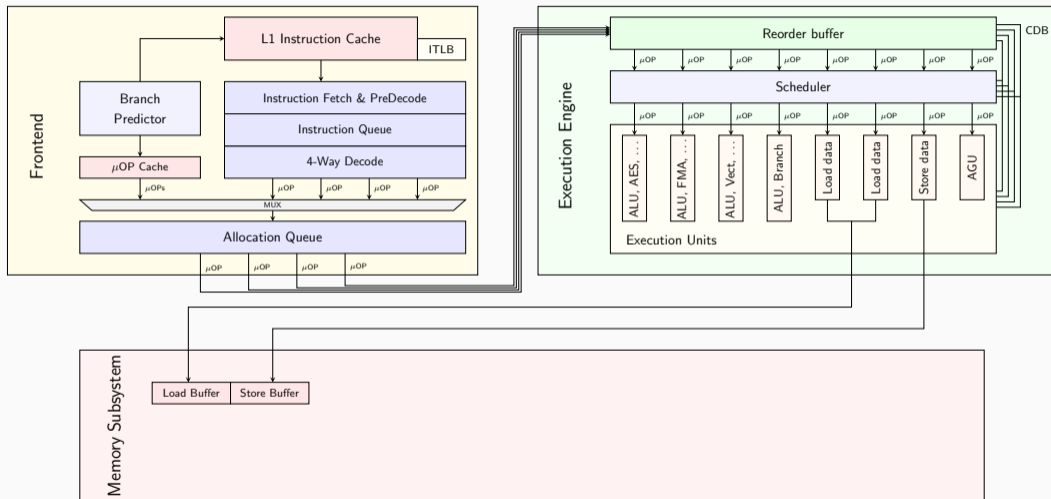 Frontend
L1 Instruction Cache
ITLB
Branch
Predictor
Instruction Fetch & PreDecode
Instruction Queue
4-Way Decode
μOP Cache
μOPs
μOP
μOP
μOP
μOP
MUX
Allocation Queue
μOP
μOP
μOP
μOP
Execution Engine
Reorder buffer
CDB
μOP
μOP
μOP
μOP
μOP
μOP
μOP
μOP
Scheduler
μOP
μOP
μOP
μOP
μOP
μOP
μOP
μOP
ALU, AES, ...
ALU, FMA, ...
ALU, Vect, ...
ALU, Branch
Load data
Load data
Store data
AGU
Execution Units
Memory Subsystem
Load Buffer
Store Buffer